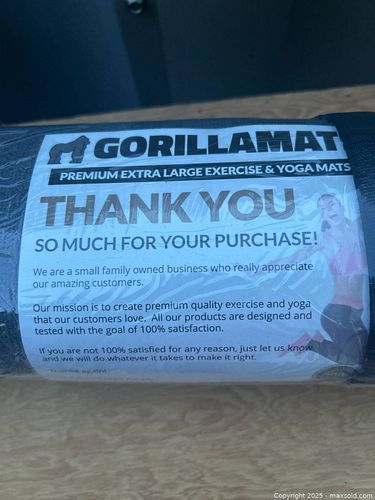 GORILLAMAT
PREMIUM EXTRA LARGE EXERCISE & YOGA MATS
THANK YOU
SO MUCH FOR YOUR PURCHASE!
We are a small family owned business who really appreciate
our amazing customers.
Our mission is to create premium quality exercise and yoga
that our customers love. All our products are designed and
tested with the goal of 100% satisfaction.
If you are not 100% satisfied for any reason, just let us know
and we will do whatever it takes to make it right.
Thanks again!
Copyright 2025 - maxsold.com